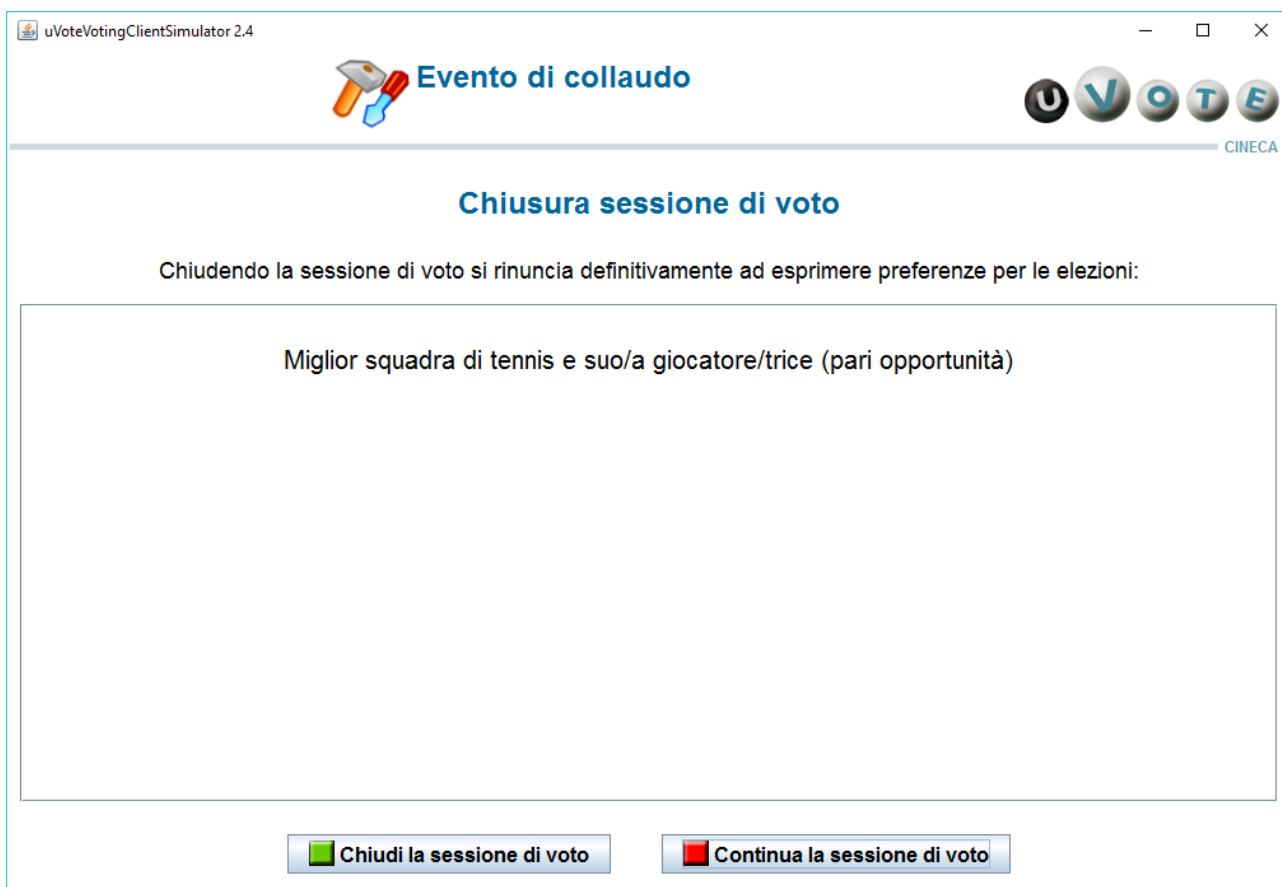 uVoteVotingClientSimulator 2.4
Evento di collaudo
U VOTE
CINECA
Chiusura sessione di voto
Chiudendo la sessione di voto si rinuncia definitivamente ad esprimere preferenze per le elezioni:
Miglior squadra di tennis e suo/a giocatore/trice (pari opportunità)
Chiudi la sessione di voto
Continua la sessione di voto